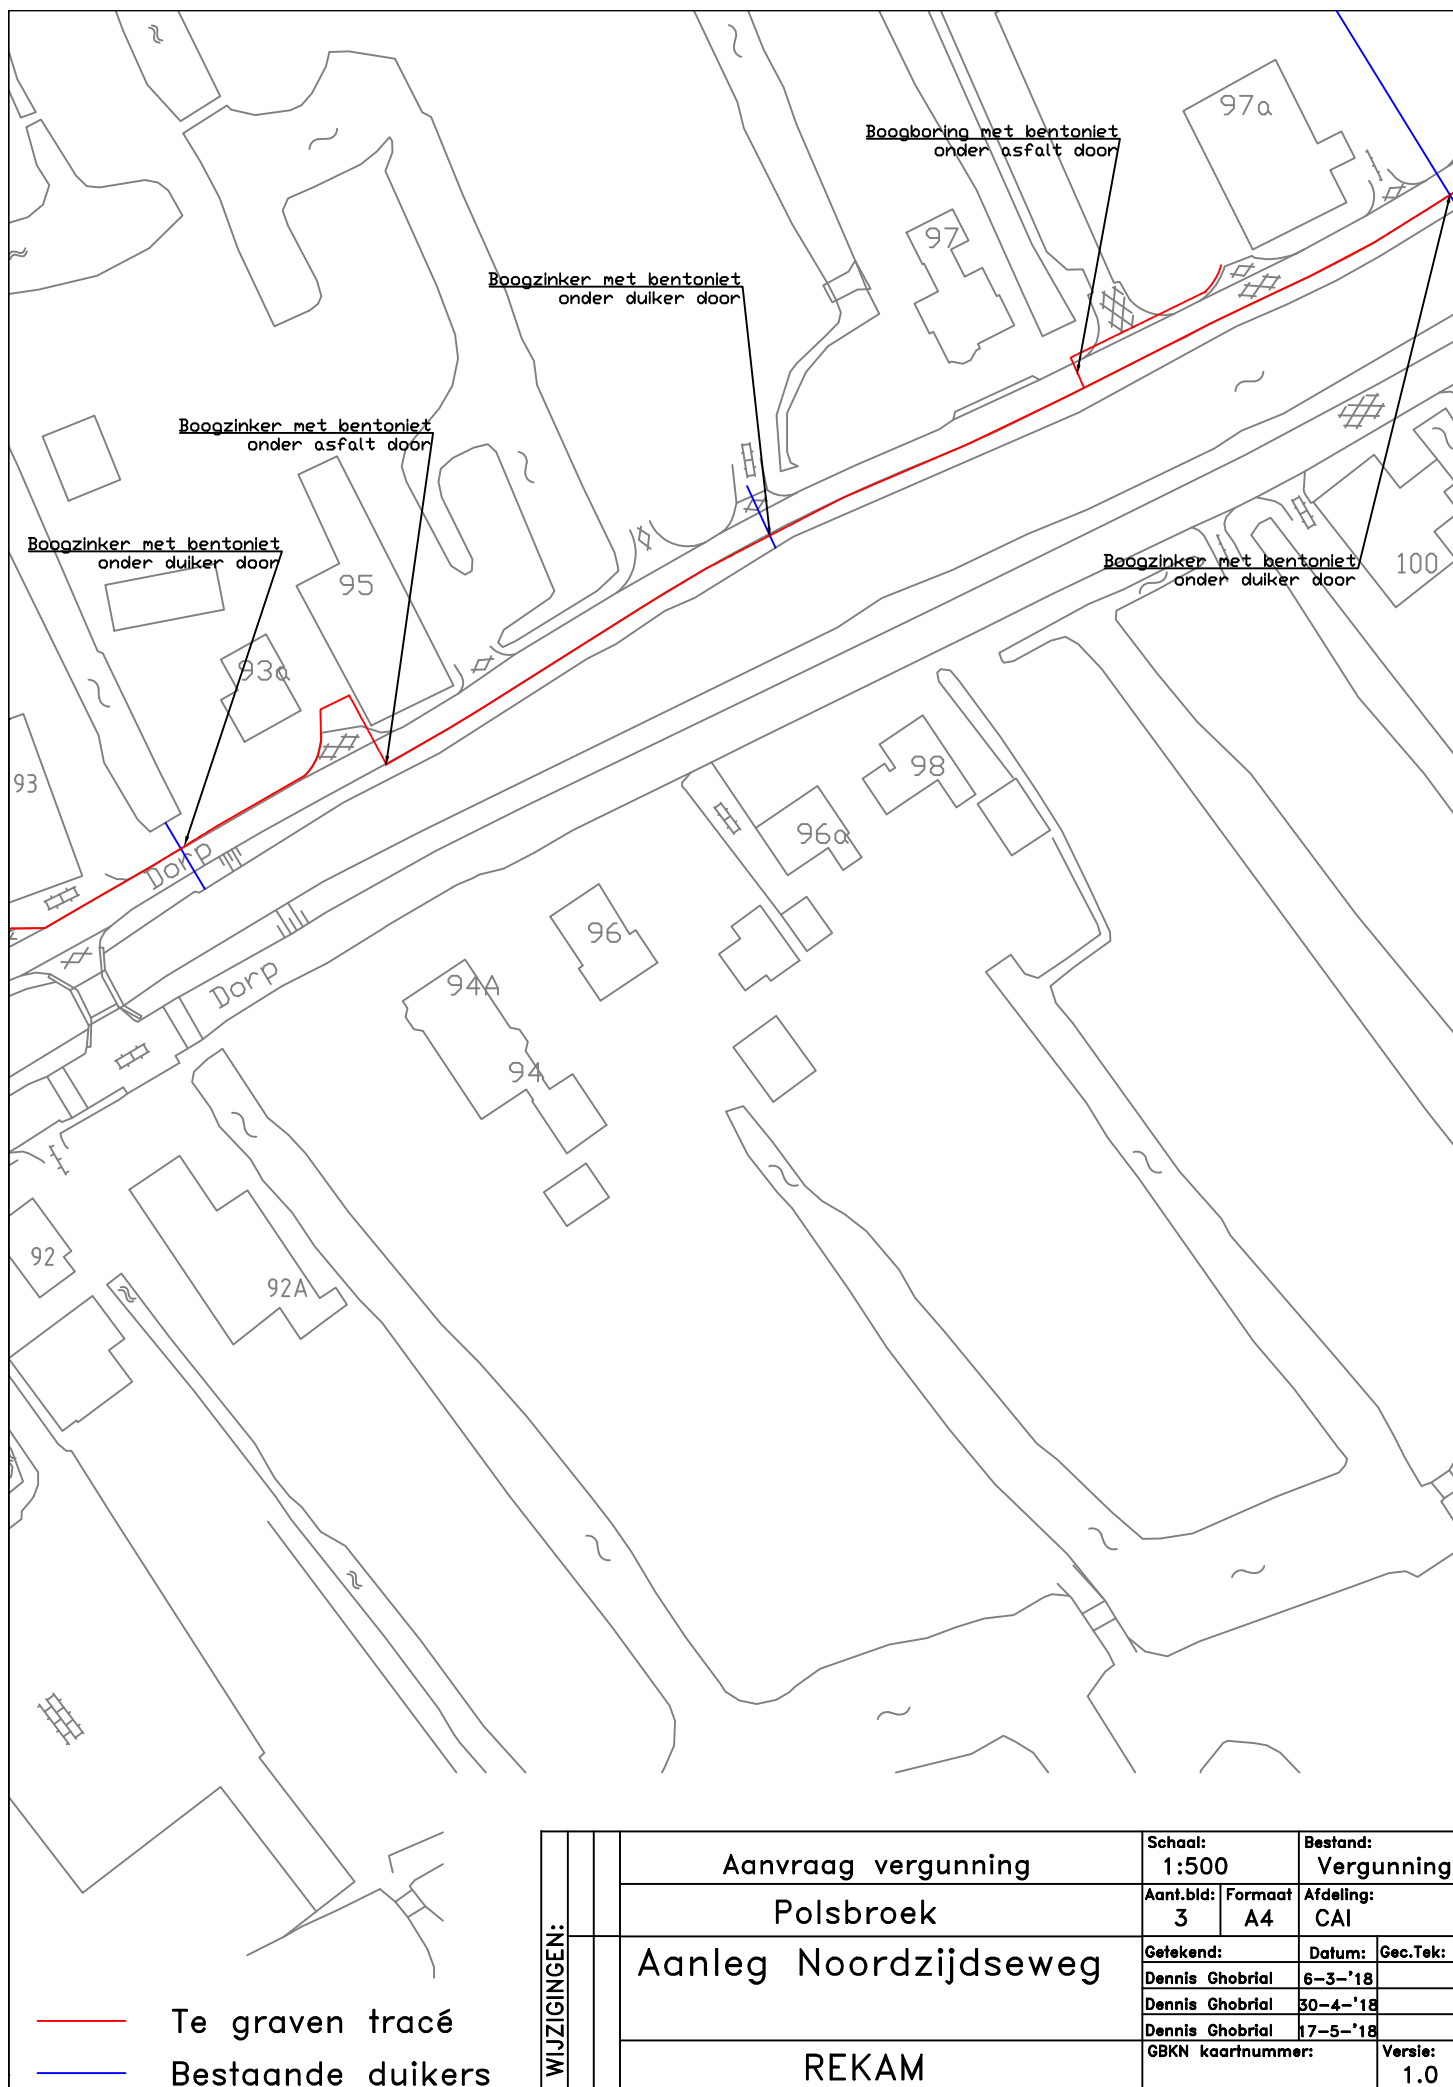 97a
Boogboring met bentoniet
onder asfalt door
97
Boogzinker met bentoniet
onder duiker door
Boogzinker met bentoniet
onder asfalt door
Boogzinker met bentoniet
onder duiker door
Boogzinker met bentoniet
onder duiker door
100
95
93a
93
98
96a
Dorp
96
Dorp
94A
94
92
92A
WIJZIGINGEN:
Aanvraag vergunning
Polsbroek
Aanleg Noordzijdseweg
REKAM
Schaal:
1:500
Bestand:
Vergunning
Aant.bld:
3
Formaat
A4
Afdeling:
CAI
Getekend: Datum: Gec.Tek:
Dennis Ghobrial 6-3-'18
Dennis Ghobrial 30-4-'18
Dennis Ghobrial 17-5-'18
GBKN kaartnummer:
Versie:
1.0
Te graven tracé
Bestaande duikers